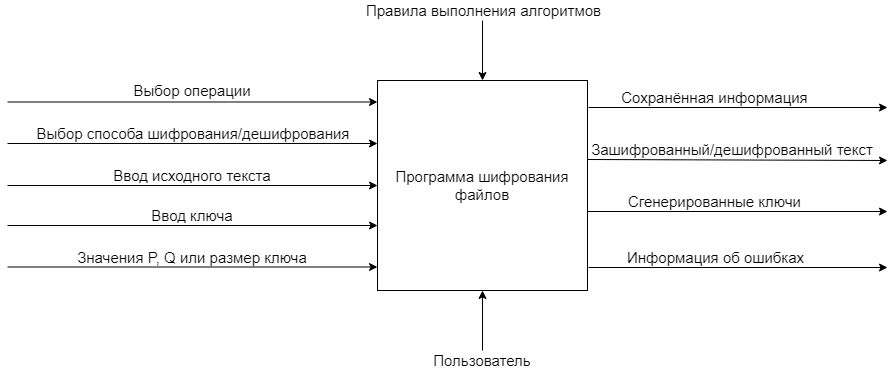 Правила выполнения алгоритмов
Выбор операции
Выбор способа шифрования/дешифрования
Ввод исходного текста
Ввод ключа
Значения P, Q или размер ключа
Программа шифрования
файлов
Сохранённая информация
Зашифрованный/дешифрованный текст
Сгенерированные ключи
Информация об ошибках
Пользователь